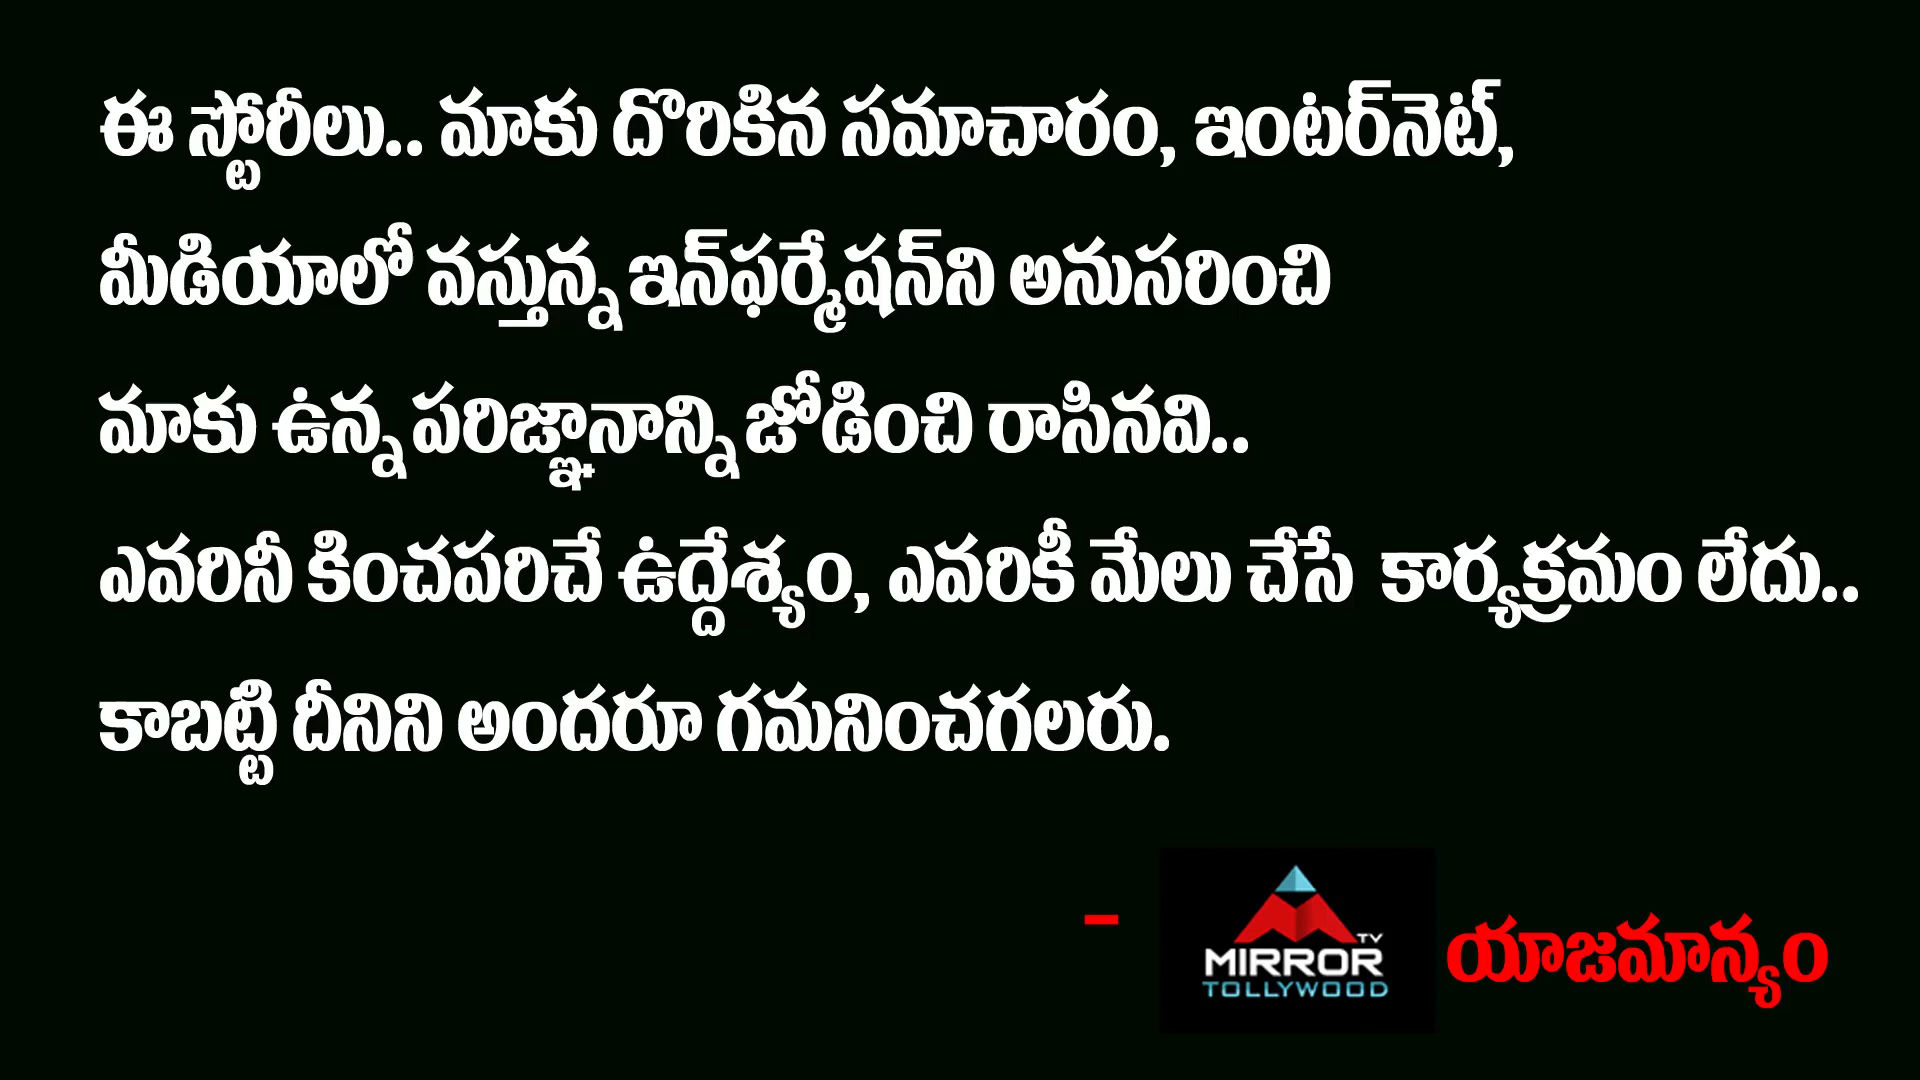 ఈ స్టోరీలు.. మాకు దొరికిన సమాచారం, ఇంటర్‌నెట్,
మీడియాలో వస్తున్న ఇన్‌ఫర్మేషన్‌ని అనుసరించి
మాకు ఉన్న పరిజ్ఞానాన్ని జోడించి రాసినవి..
ఎవరినీ కించపరిచే ఉద్దేశ్యం, ఎవరికీ మేలు చేసే కార్యక్రమం లేదు..
కాబట్టి దీనిని అందరూ గమనించగలరు.
- MIRROR TV TOLLYWOOD యాజమాన్యం